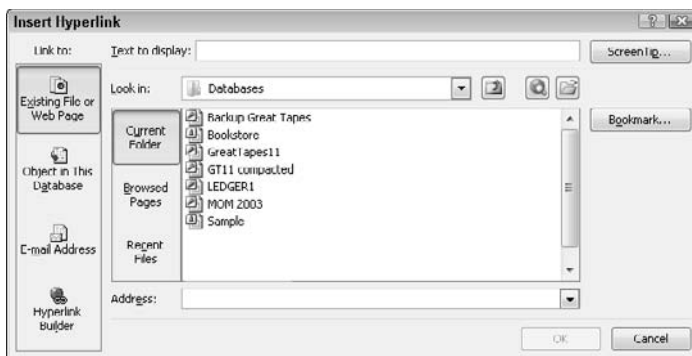 Insert Hyperlink
Link to:
Text to display:
ScreenTip...
Existing File or
Web Page
Look in:
Databases
Current
Folder
Backup Great Tapes
Bookstore
GreatTapes11
GT11 compacted
LEDGER1
MOM 2003
Sample
Bookmark...
Object in This
Database
Browsed
Pages
E-mail Address
Recent
Files
Hyperlink
Builder
Address:
OK
Cancel